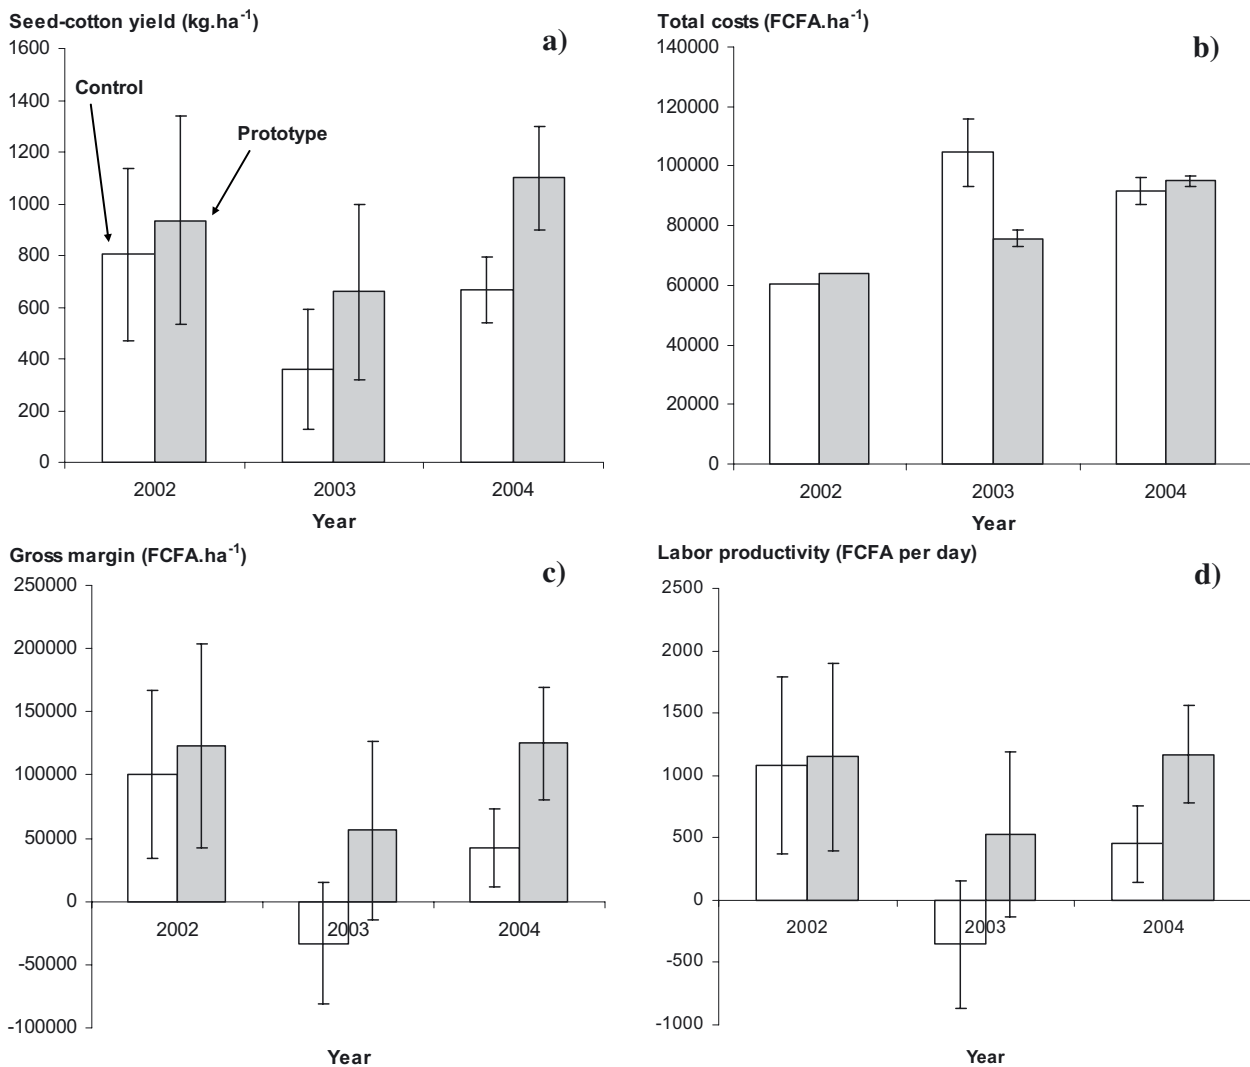 Seed-cotton yield (kg.ha⁻¹)
a)
1600
1400
1200
1000
800
600
400
200
0
Control
Prototype
2002 2003 2004
Year
Total costs (FCFA.ha⁻¹)
b)
140000
120000
100000
80000
60000
40000
20000
0
2002 2003 2004
Year
Gross margin (FCFA.ha⁻¹)
c)
250000
200000
150000
100000
50000
0
-50000
-100000
2002 2003 2004
Year
Labor productivity (FCFA per day)
d)
2500
2000
1500
1000
500
0
-500
-1000
2002 2003 2004
Year